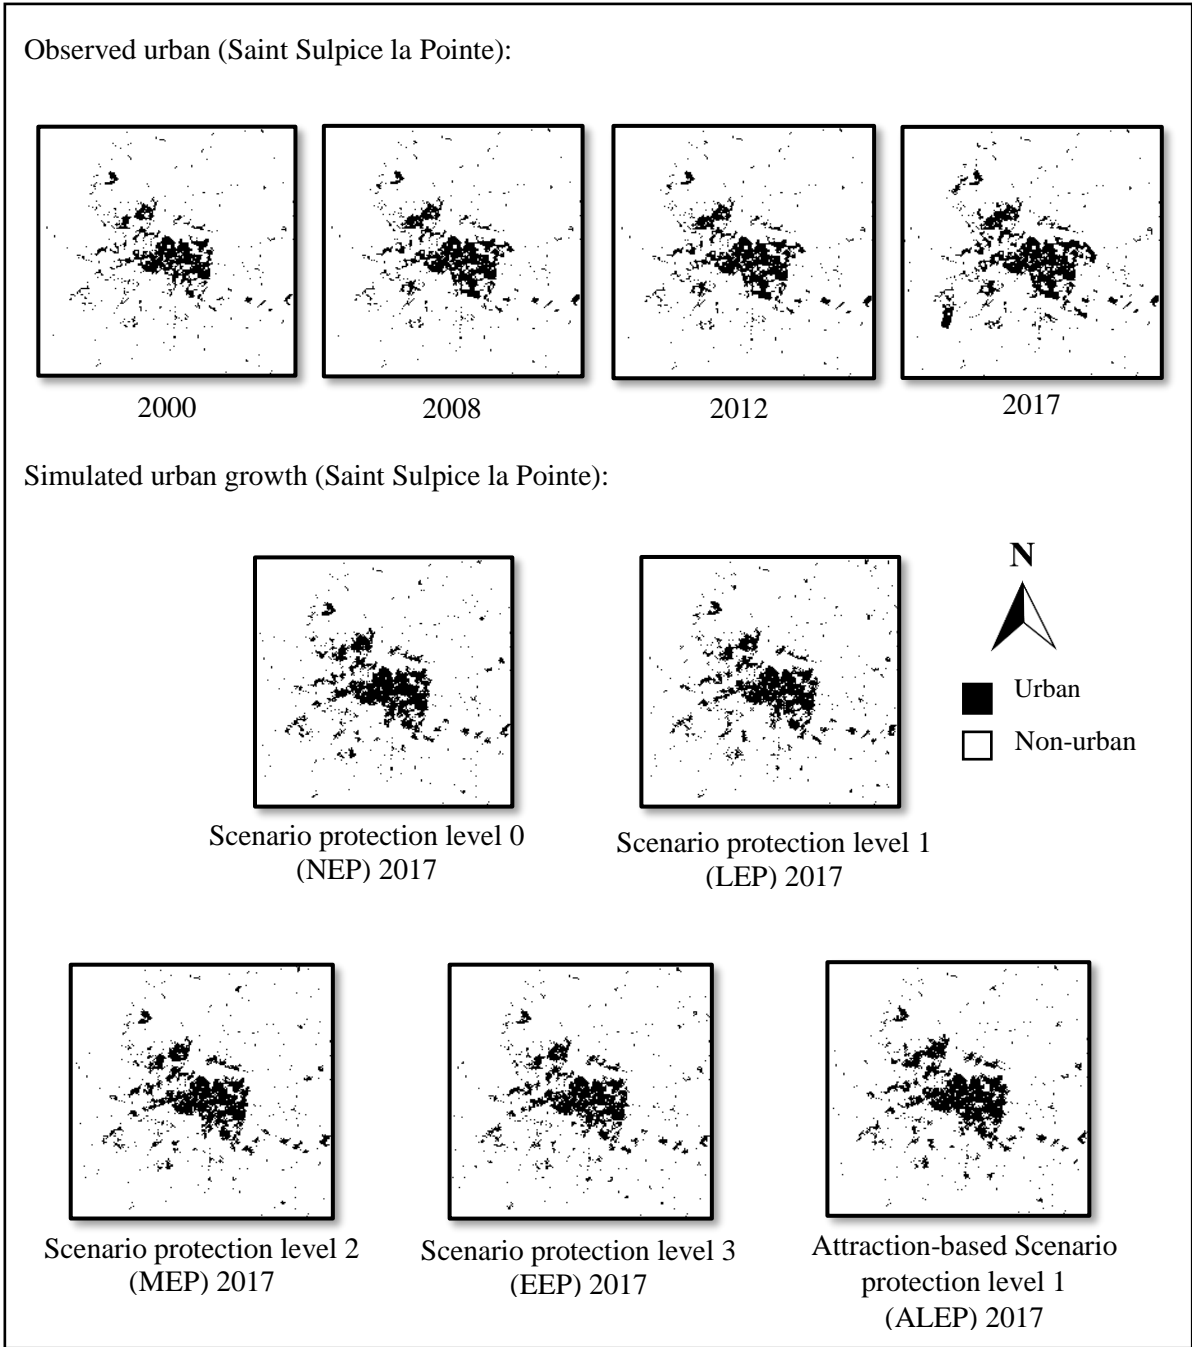 Observed urban (Saint Sulpice la Pointe):
2000
2008
2012
2017
Simulated urban growth (Saint Sulpice la Pointe):
N
Urban
Non-urban
Scenario protection level 0
(NEP) 2017
Scenario protection level 1
(LEP) 2017
Scenario protection level 2
(MEP) 2017
Scenario protection level 3
(EEP) 2017
Attraction-based Scenario
protection level 1
(ALEP) 2017